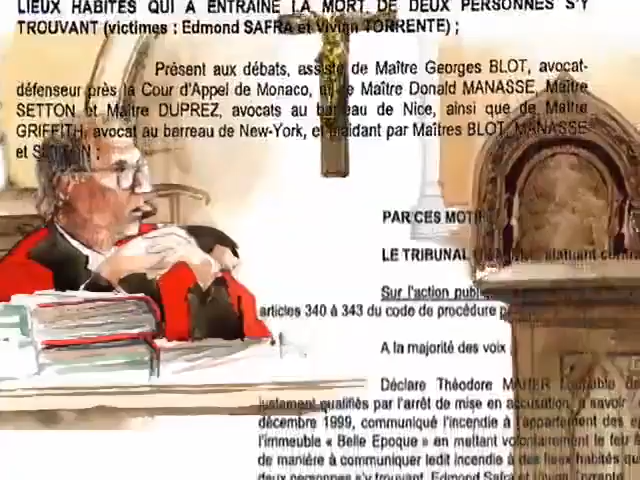 LIEUX HABITÉS QUI A ENTRAINE LA MORT DE DEUX PERSONNES S'Y
TROUVANT (victimes : Edmond SAFRA et Vivian TORRENTE) ;
Présent aux débats, assisté de Maître Georges BLOT, avocat-
défenseur près la Cour d'Appel de Monaco, de Maître Donald MANASSE, Maître
SETTON et Maître DUPREZ, avocats au barreau de Nice, ainsi que de Maître
GRIFFITH, avocat au barreau de New-York, et plaidant par Maîtres BLOT, MANASSE
et SETTON ;
PAR CES MOTIFS
LE TRIBUNAL statuant
Sur l'action publique
articles 340 à 343 du code de procédure
A la majorité des voix
Déclare Théodore MAHER coupable
justement qualifiés par l'arrêt de mise en accusation, à savoir
décembre 1999, communiqué l'incendie à l'appartement des
l'immeuble « Belle Epoque » en mettant volontairement le feu à
de manière à communiquer ledit incendie à des lieux habités
deux personnes s'y trouvant, Edmond Safra et Torrente